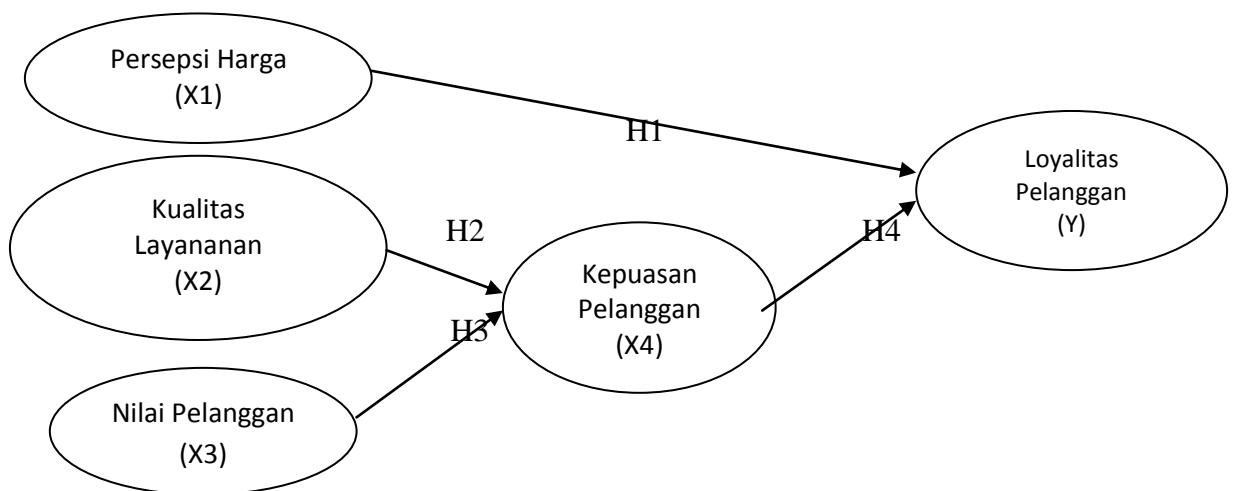 Persepsi Harga
(X1)
H1
Loyalitas
Pelanggan
(Y)
Kualitas
Layananan
(X2)
H2
H4
Kepuasan
Pelanggan
(X4)
H3
Nilai Pelanggan
(X3)